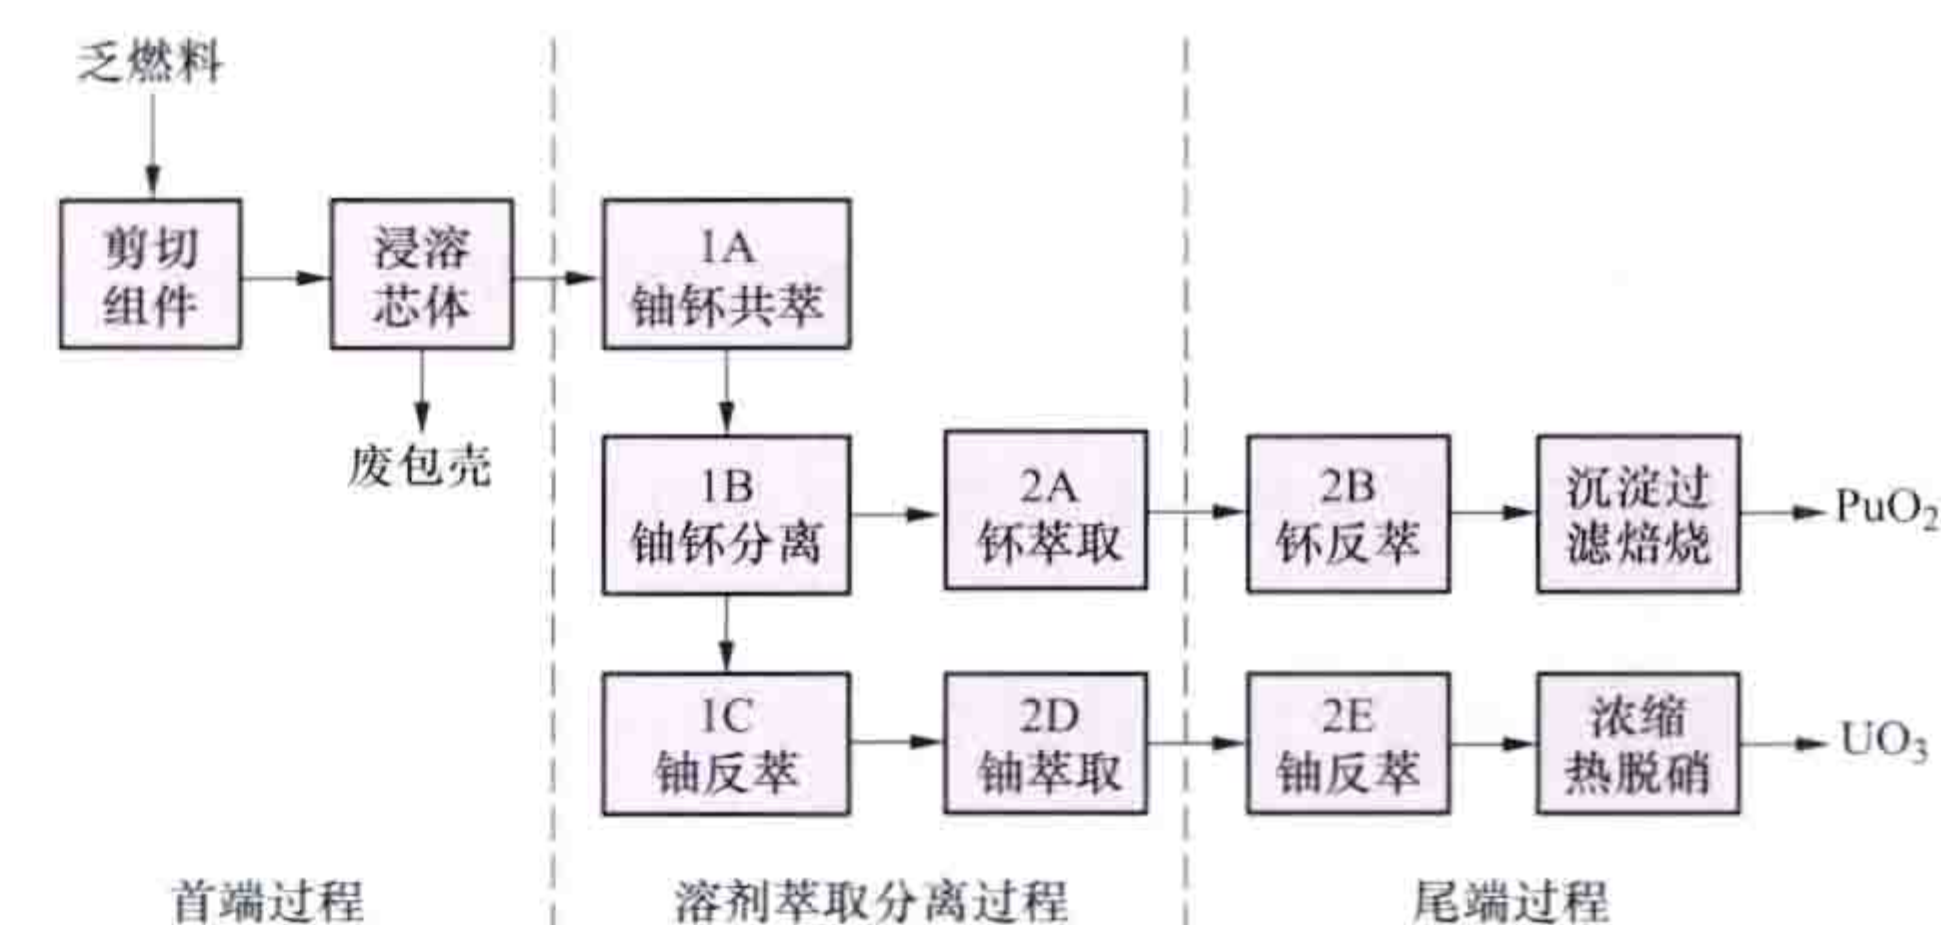 乏燃料
剪切
组件
浸溶
芯体
废包壳
1A
铀钚共萃
1B
铀钚分离
2A
钚萃取
2B
钚反萃
沉淀过
滤焙烧
PuO₂
1C
铀反萃
2D
铀萃取
2E
铀反萃
浓缩
热脱硝
UO₃
首端过程
溶剂萃取分离过程
尾端过程